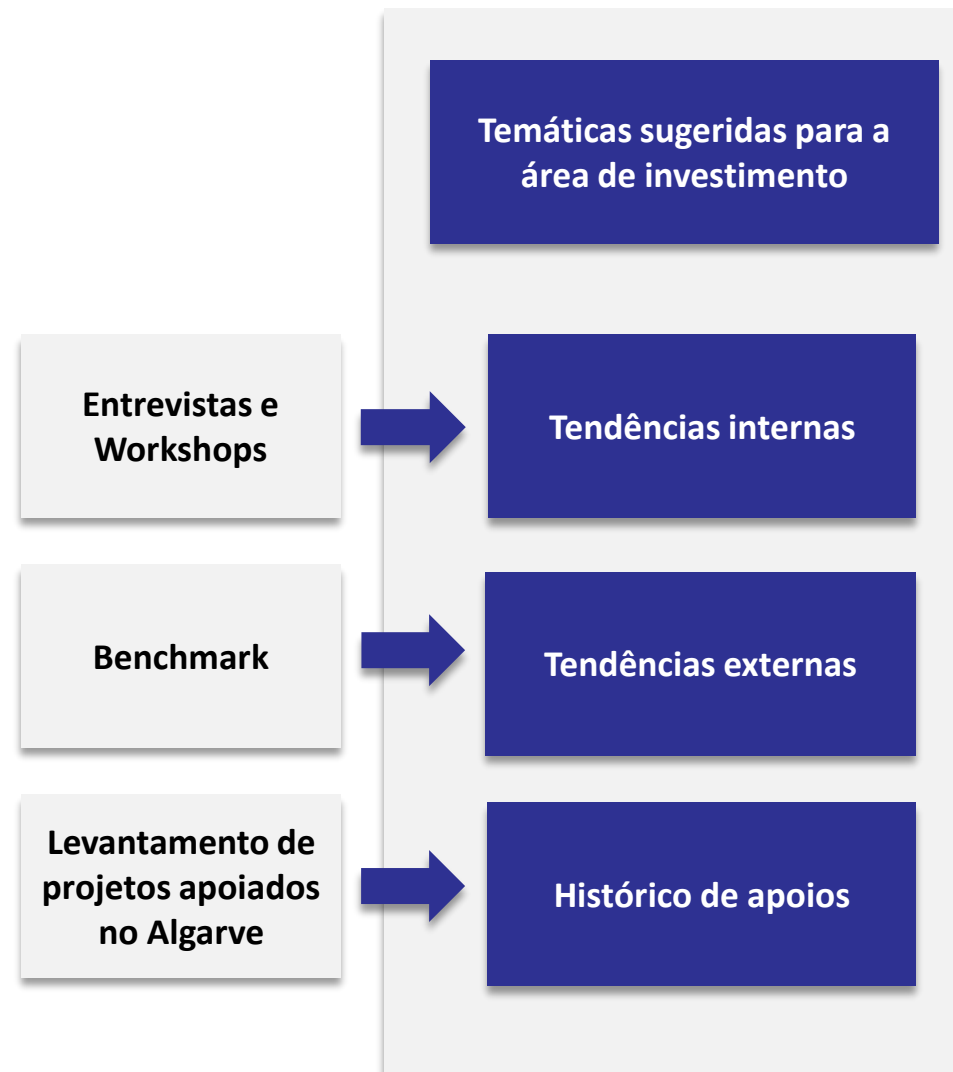 Temáticas sugeridas para a
área de investimento
Entrevistas e
Workshops
Tendências internas
Benchmark
Tendências externas
Levantamento de
projetos apoiados
no Algarve
Histórico de apoios